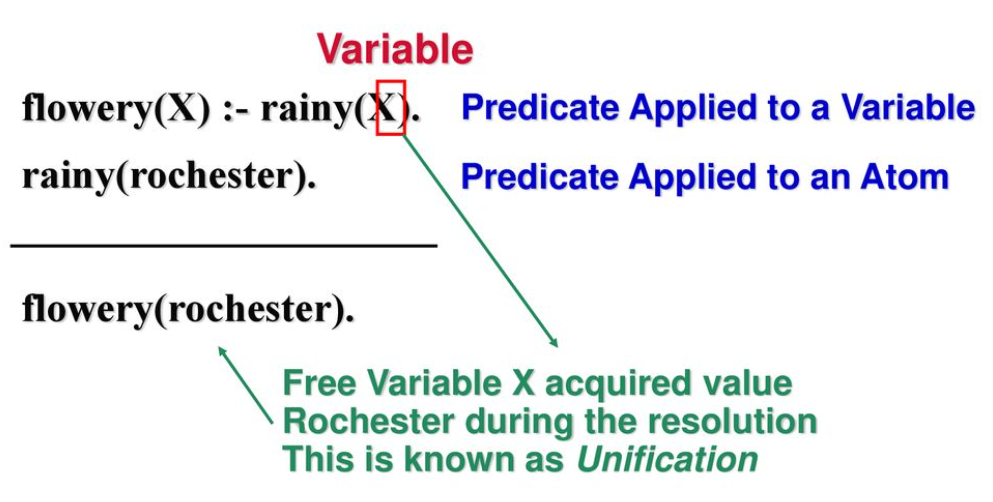 Variable
flowery(X) :- rainy(X). Predicate Applied to a Variable
rainy(rochester). Predicate Applied to an Atom
flowery(rochester).
Free Variable X acquired value
Rochester during the resolution
This is known as Unification